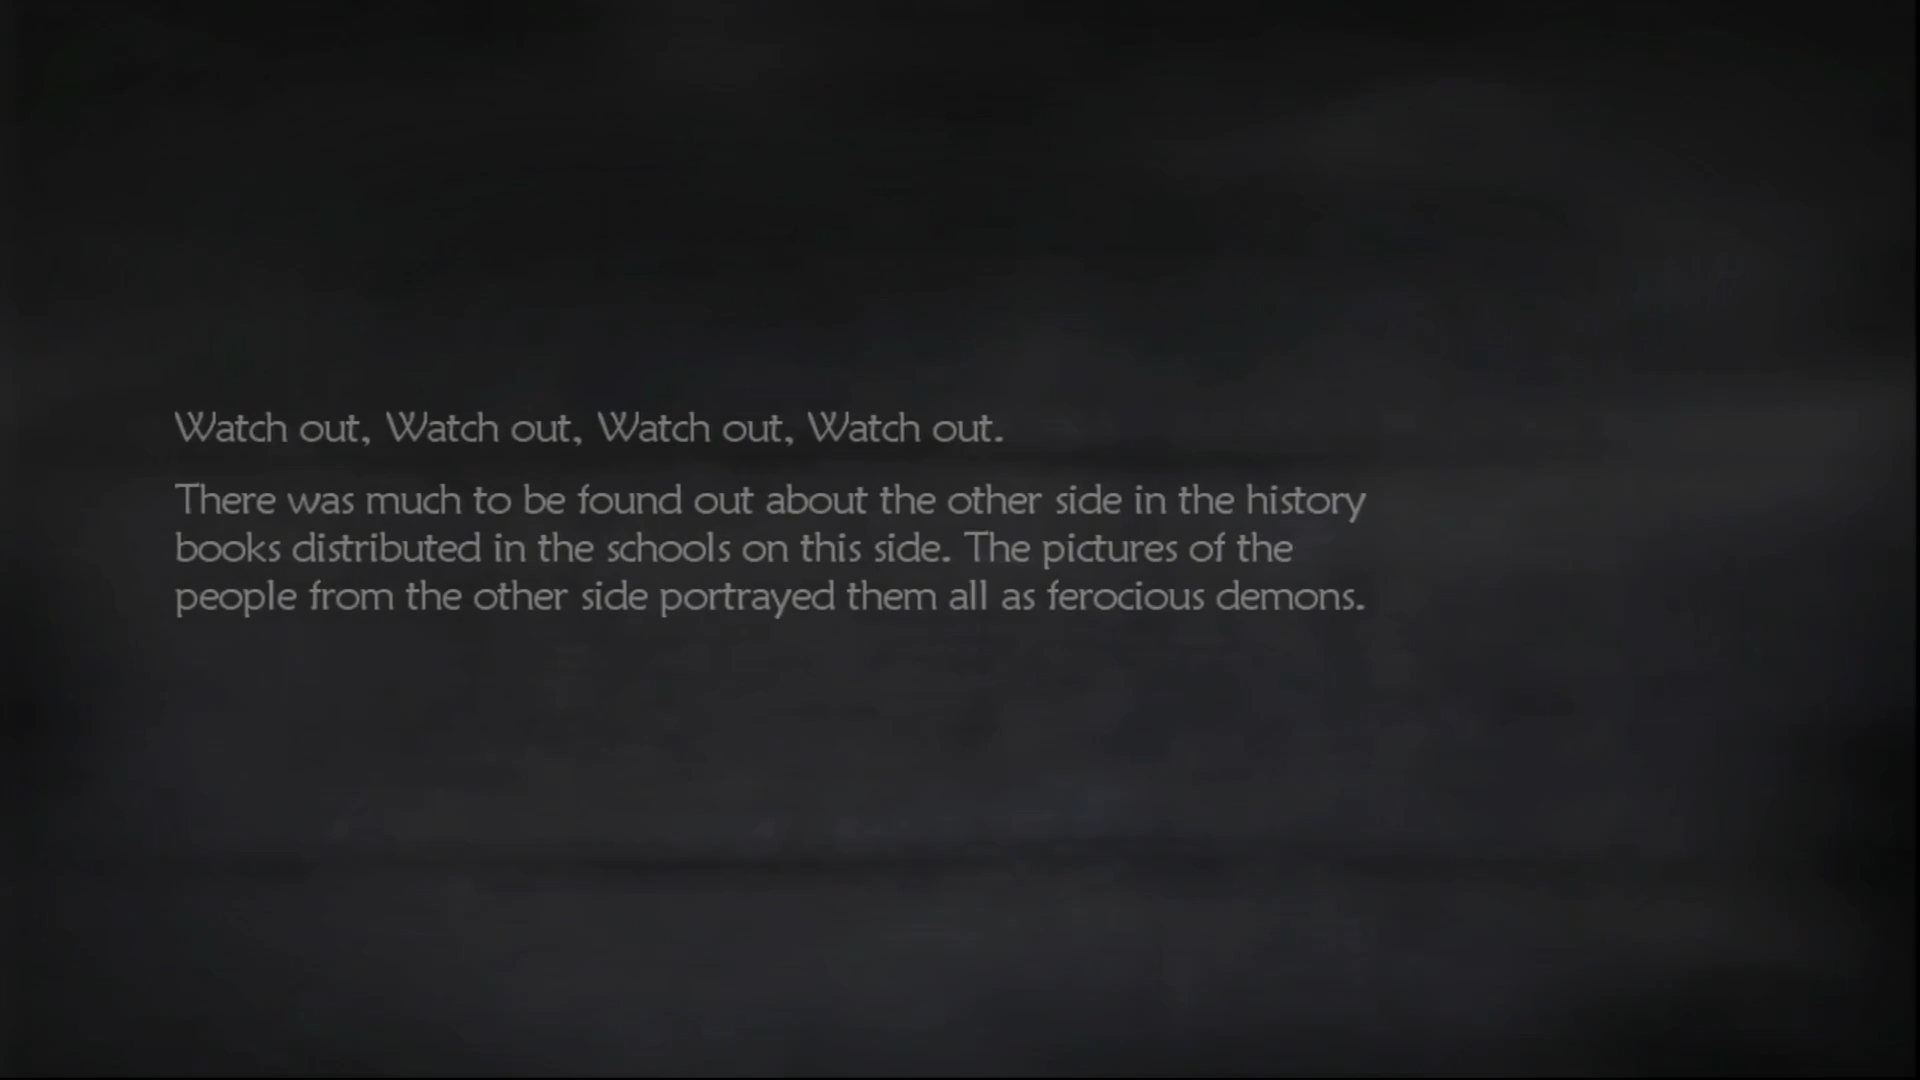 Watch out, Watch out, Watch out, Watch out.
There was much to be found out about the other side in the history
books distributed in the schools on this side. The pictures of the
people from the other side portrayed them all as ferocious demons.